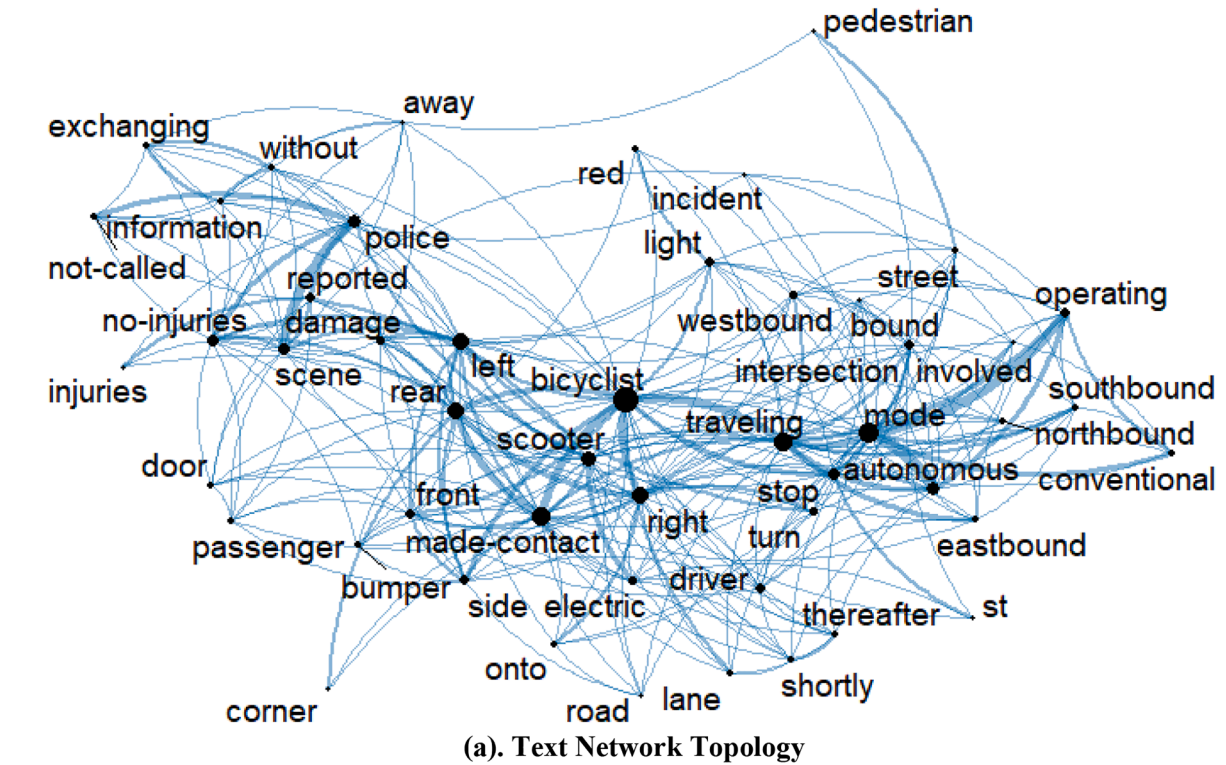 pedestrian
away
exchanging
without
red
incident
information
police
light
not-called
reported
street
operating
no-injuries
damage
westbound
bound
scene
left
bicyclist
intersection
involved
injuries
rear
southbound
traveling
mode
scooter
northbound
door
autonomous
conventional
front
stop
right
made-contact
turn
passenger
eastbound
bumper
driver
side
electric
thereafter
st
onto
shortly
corner
road
lane
(a). Text Network Topology